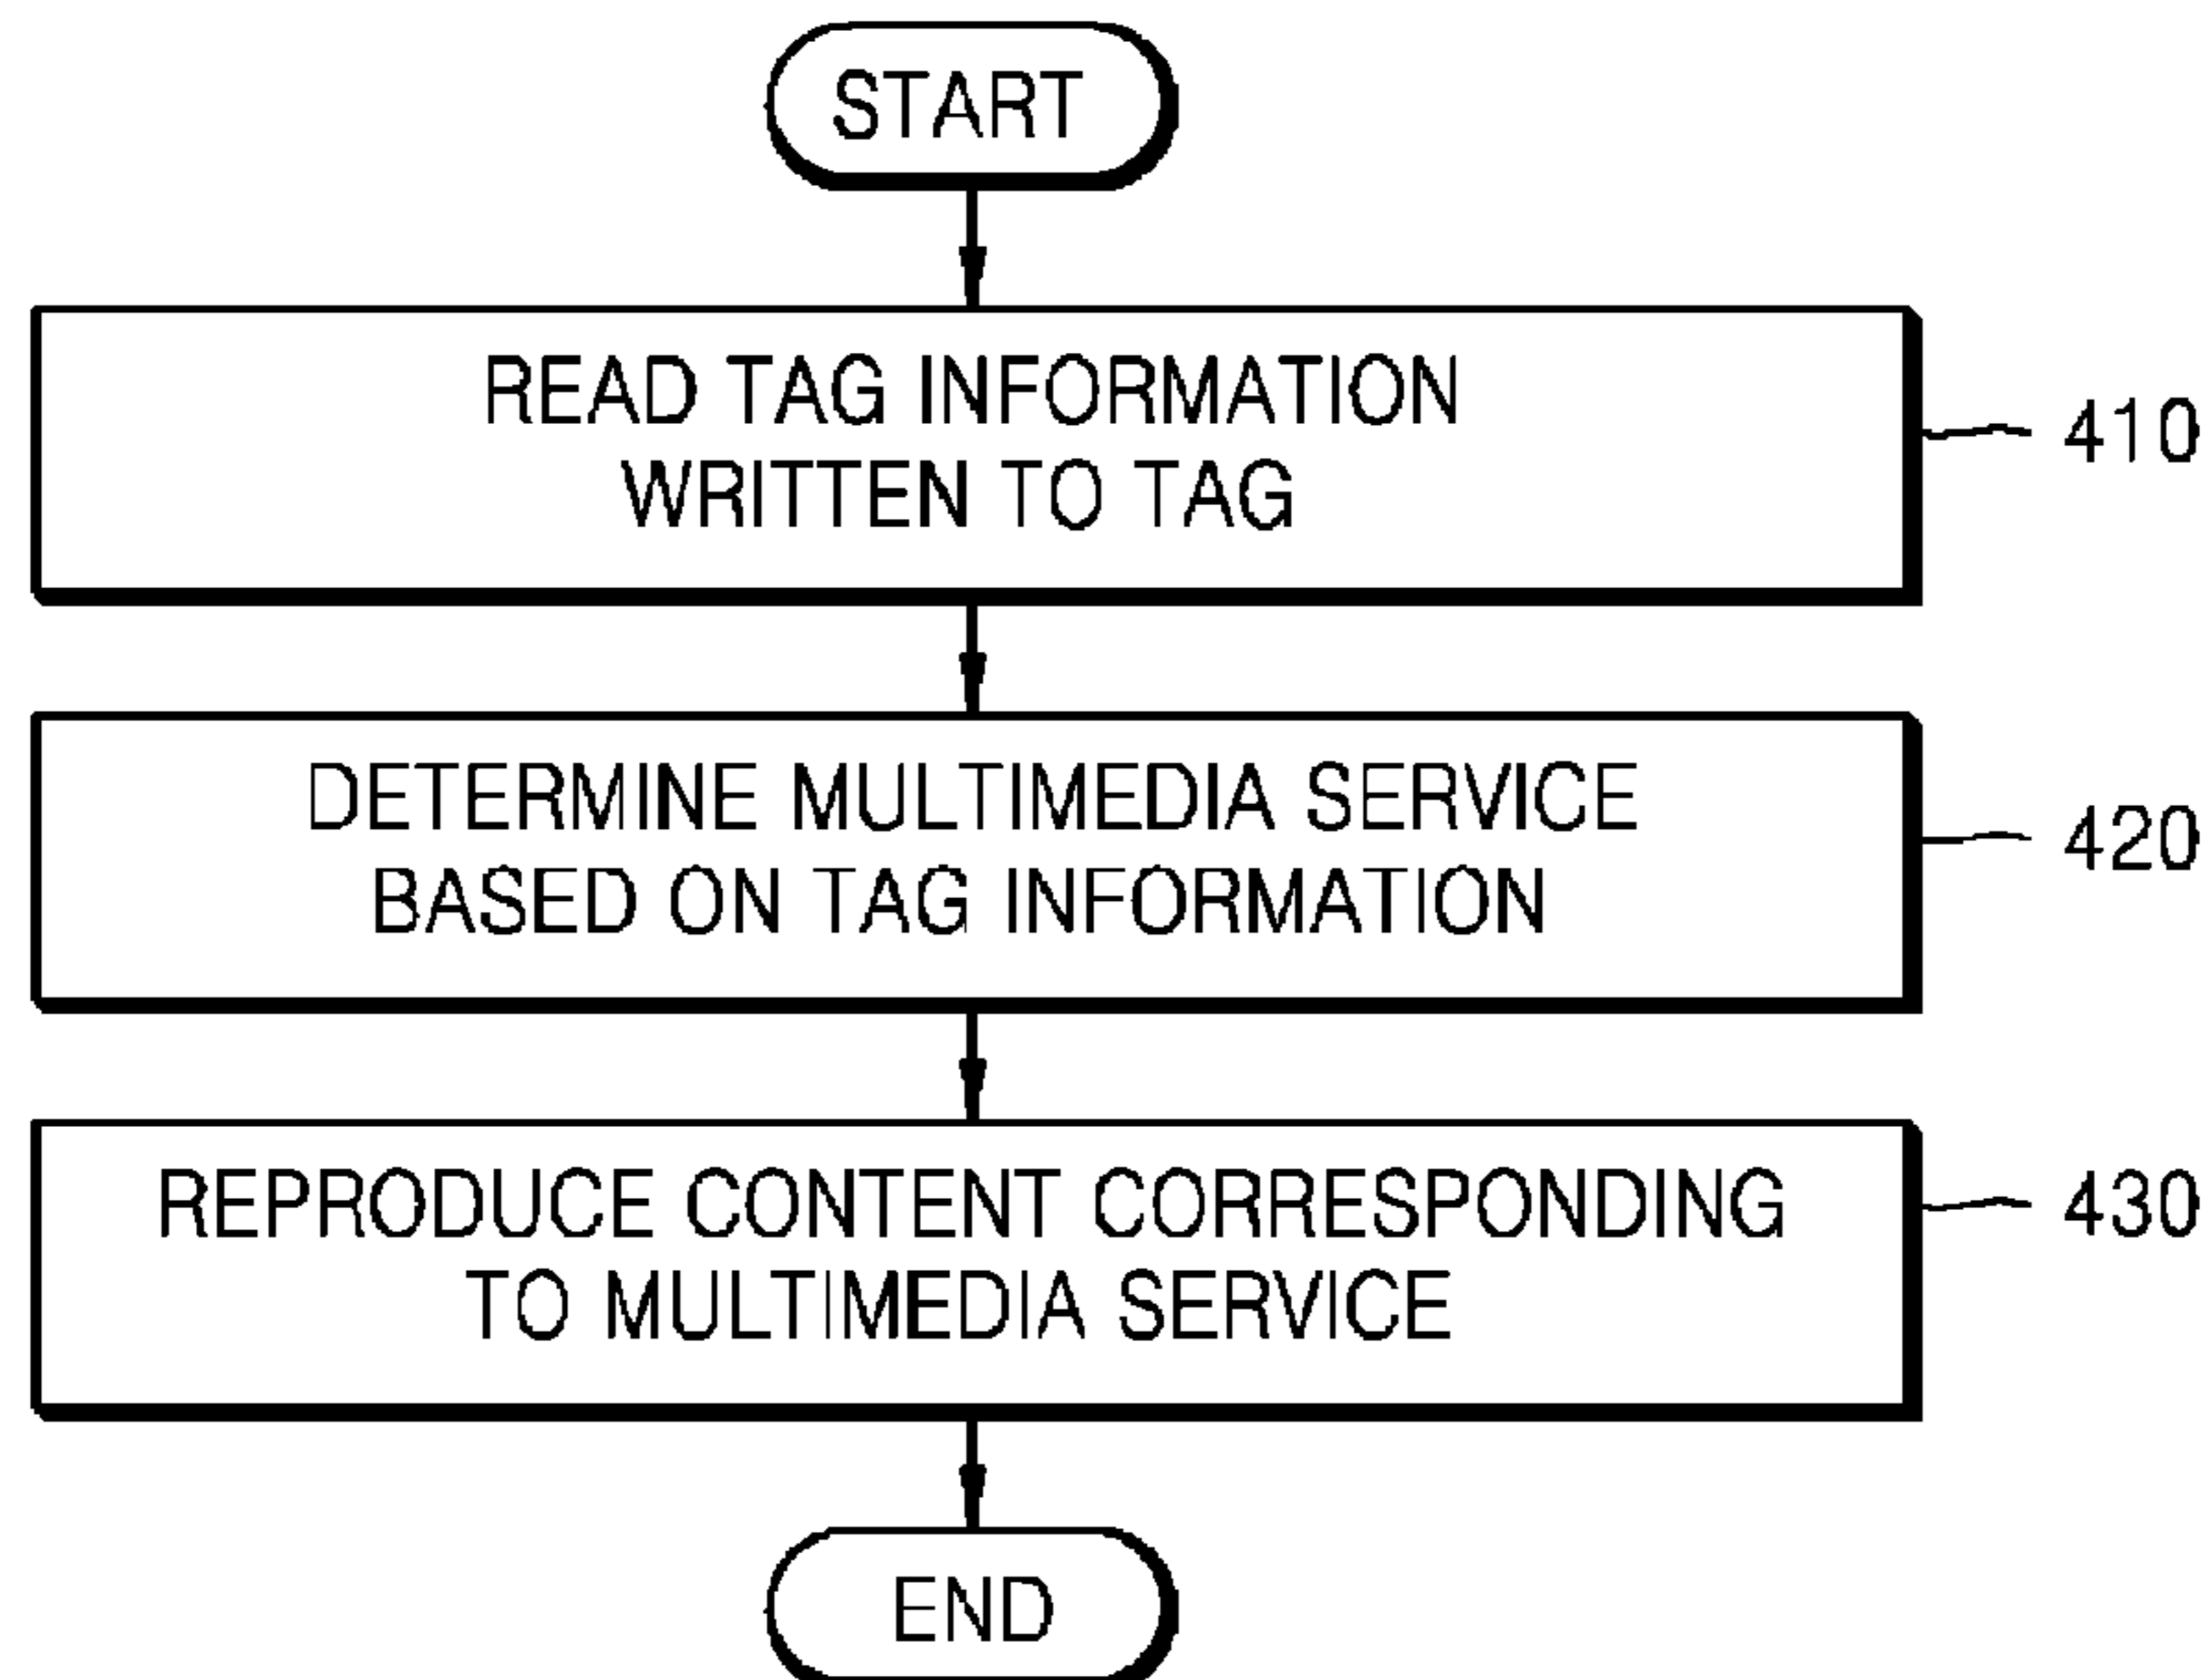 START
READ TAG INFORMATION
WRITTEN TO TAG
410
DETERMINE MULTIMEDIA SERVICE
BASED ON TAG INFORMATION
420
REPRODUCE CONTENT CORRESPONDING
TO MULTIMEDIA SERVICE
430
END